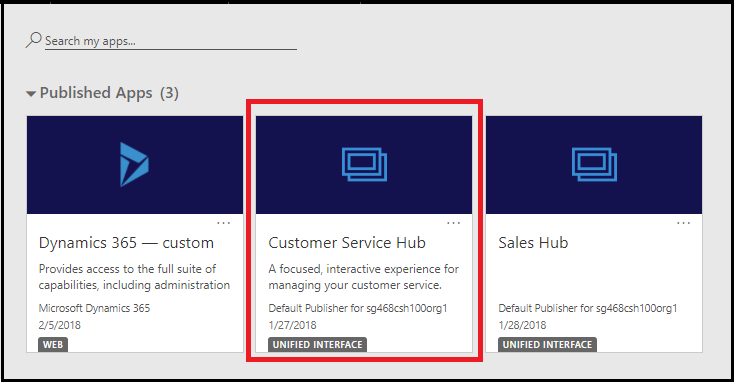 Search my apps...
Published Apps (3)
Dynamics 365 — custom
Provides access to the full suite of
capabilities, including administration
Microsoft Dynamics 365
2/5/2018
WEB
Customer Service Hub
A focused, interactive experience for
managing your customer service.
Default Publisher for sg468csh100org1
1/27/2018
UNIFIED INTERFACE
Sales Hub
Default Publisher for sg468csh100org1
1/28/2018
UNIFIED INTERFACE